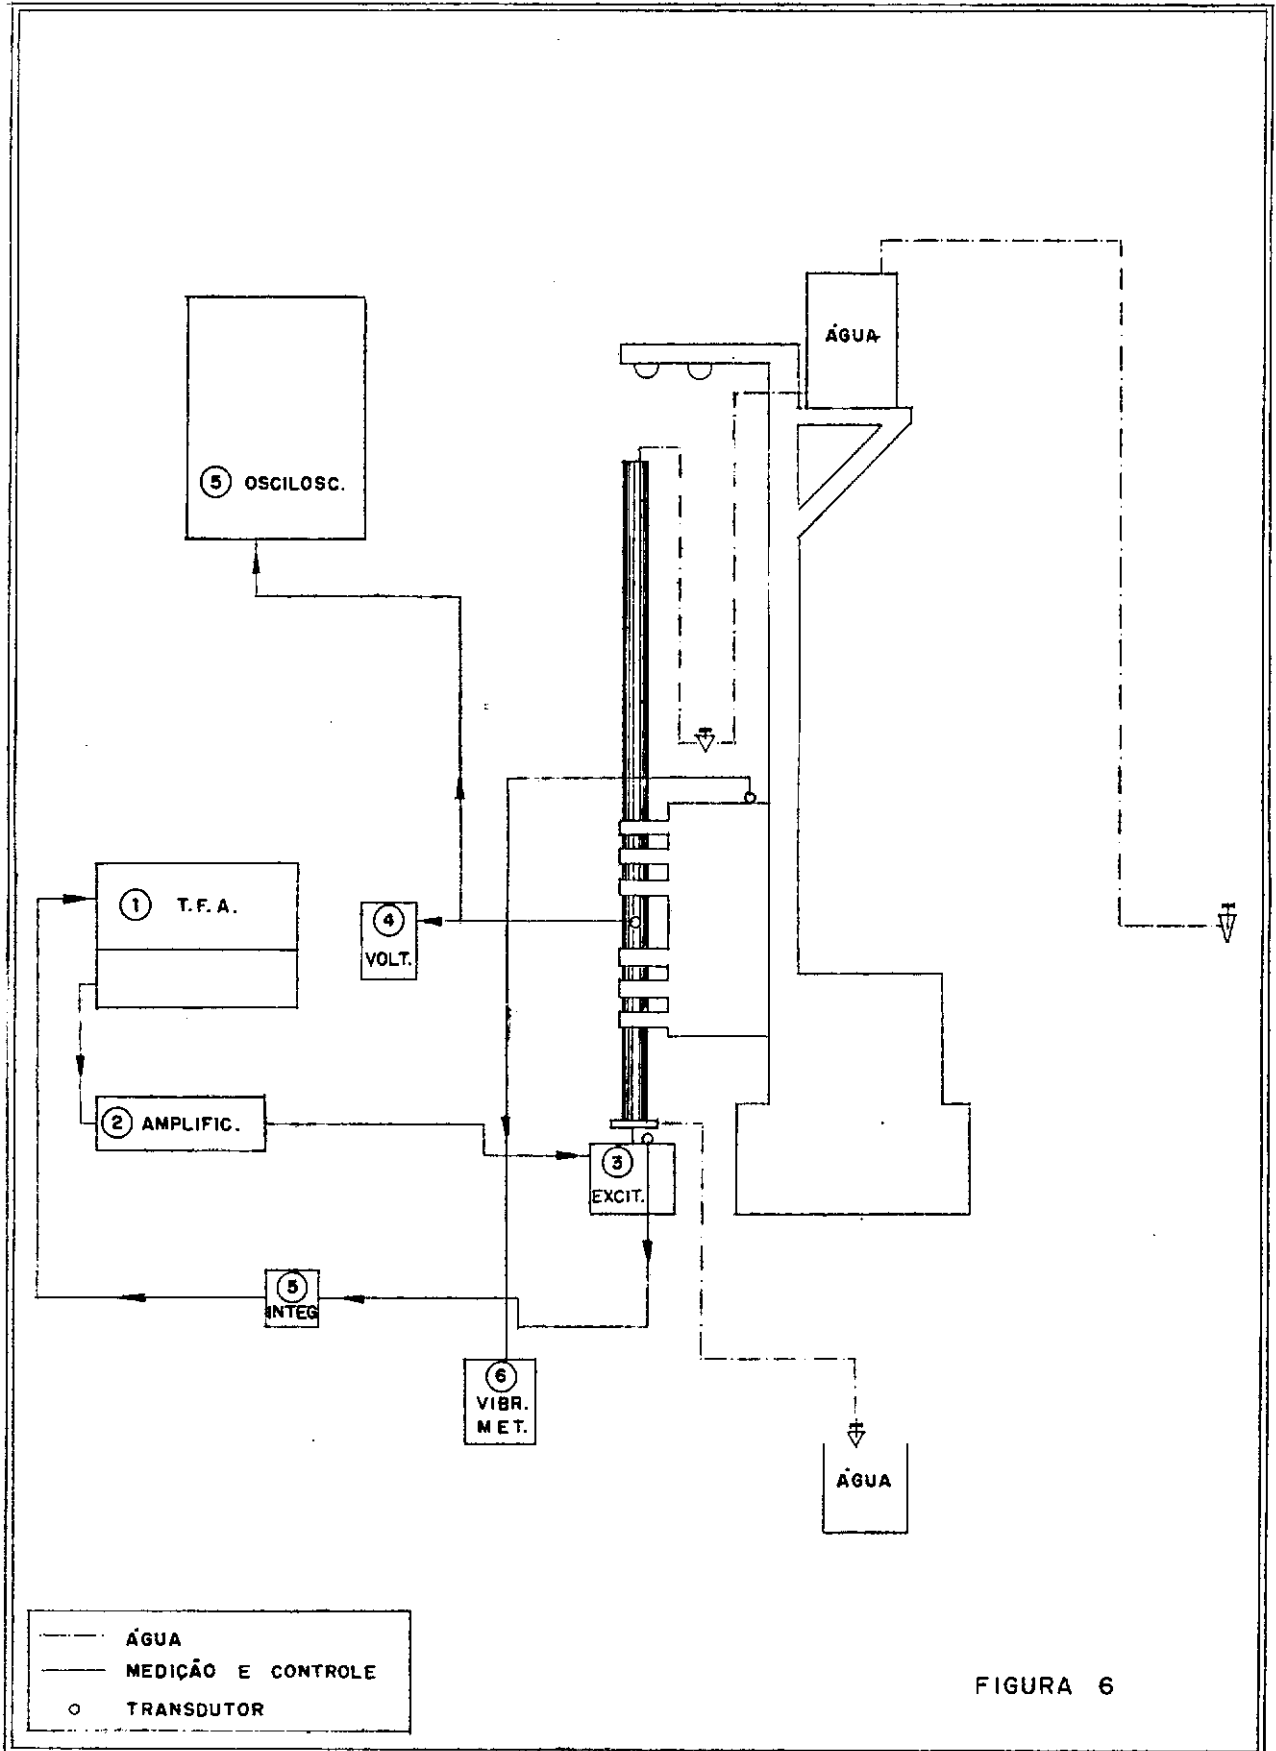 ÁGUA
⑤ OSCILOSC.
① T.F.A.
④
VOLT.
② AMPLIFIC.
③
EXCIT.
⑤
INTEG
⑥
VIBR.
MET.
ÁGUA
ÁGUA
MEDIÇÃO E CONTROLE
TRANSDUTOR
FIGURA 6